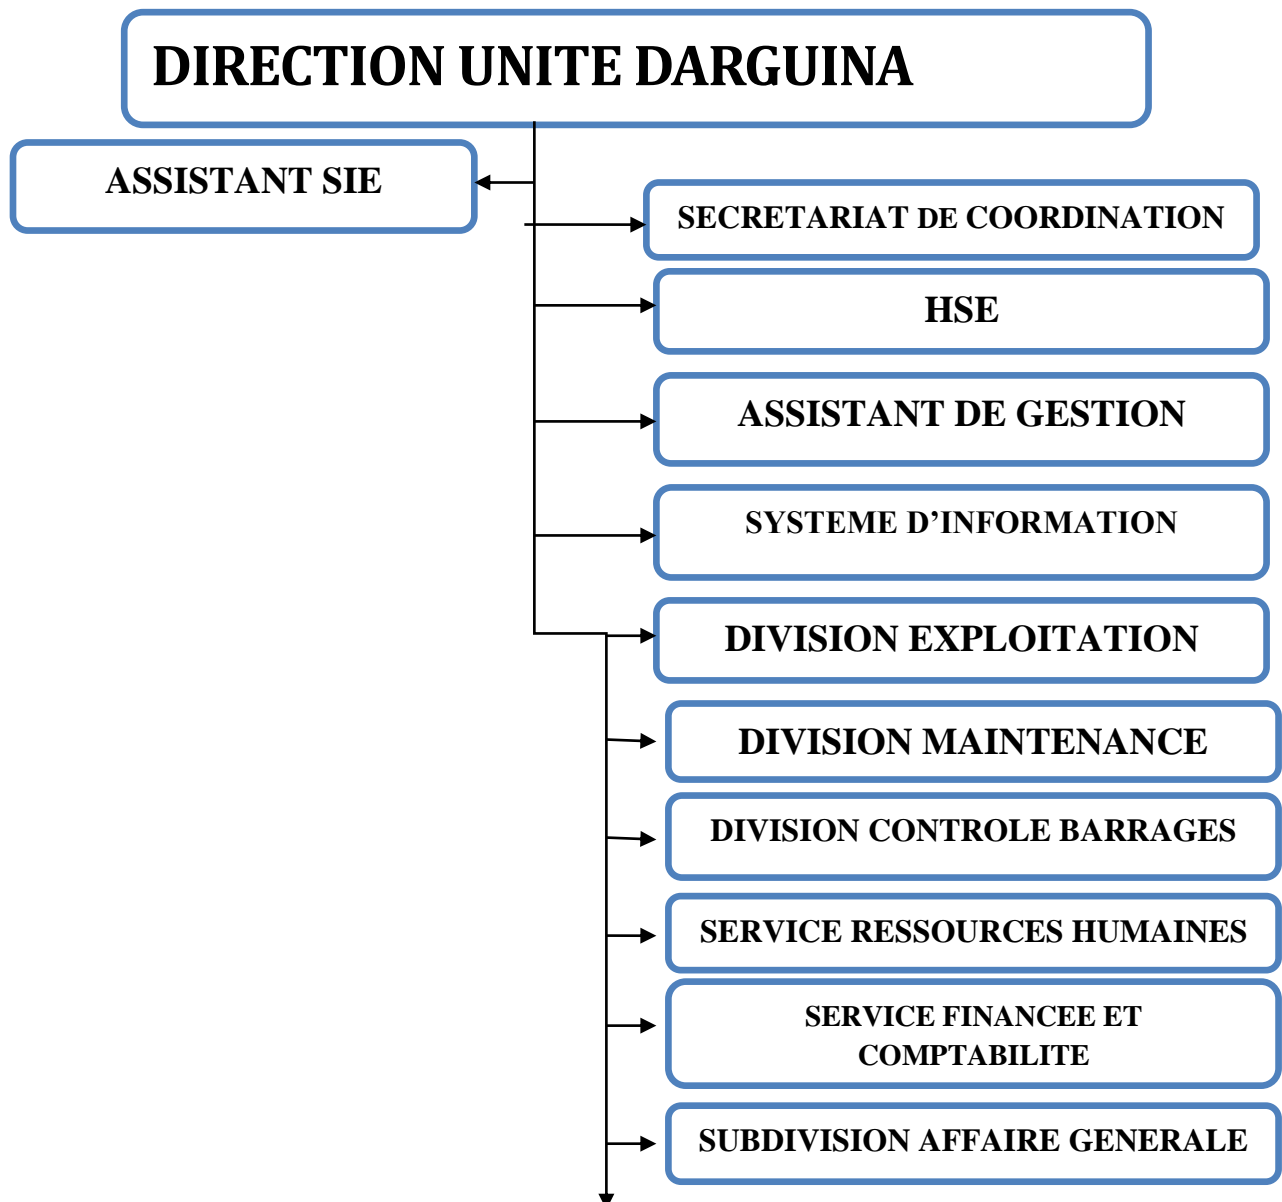 DIRECTION UNITE DARGUINA
ASSISTANT SIE
SECRETARIAT DE COORDINATION
HSE
ASSISTANT DE GESTION
SYSTEME D’INFORMATION
DIVISION EXPLOITATION
DIVISION MAINTENANCE
DIVISION CONTROLE BARRAGES
SERVICE RESSOURCES HUMAINES
SERVICE FINANCEE ET
COMPTABILITE
SUBDIVISION AFFAIRE GENERALE